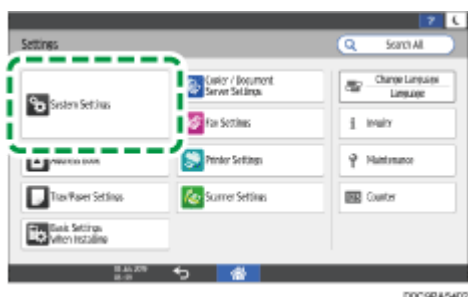 ?
Settings
Search All
System Settings
Copier / Document
Server Settings
Change Language
Language
Fax Settings
Inquiry
Address Book
Printer Settings
Maintenance
Tray/Paper Settings
Scanner Settings
Counter
Basic Settings
When Installing